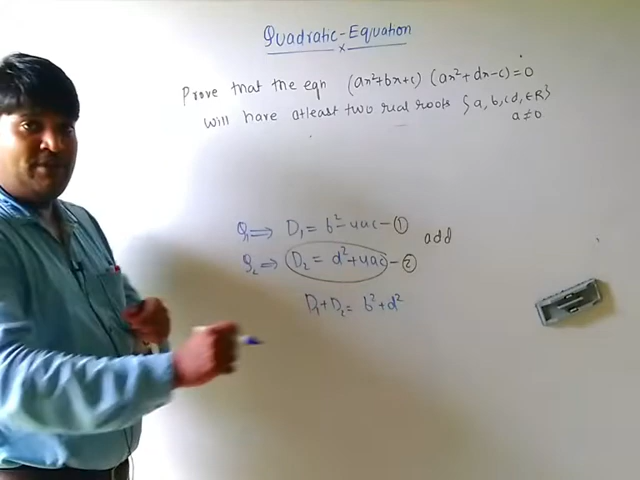 Quadratic-Equation
x
Prove that the eqn (ax²+bx+c) (ax²+dx-c)=0
will have atleast two real roots {a, b, c d, ∈R}
a≠0
Q₁⟹ D₁ = b²-4ac-①
add
Q₂⟹ D₂ = d²+4ac-②
D₁+D₂ = b²+d²